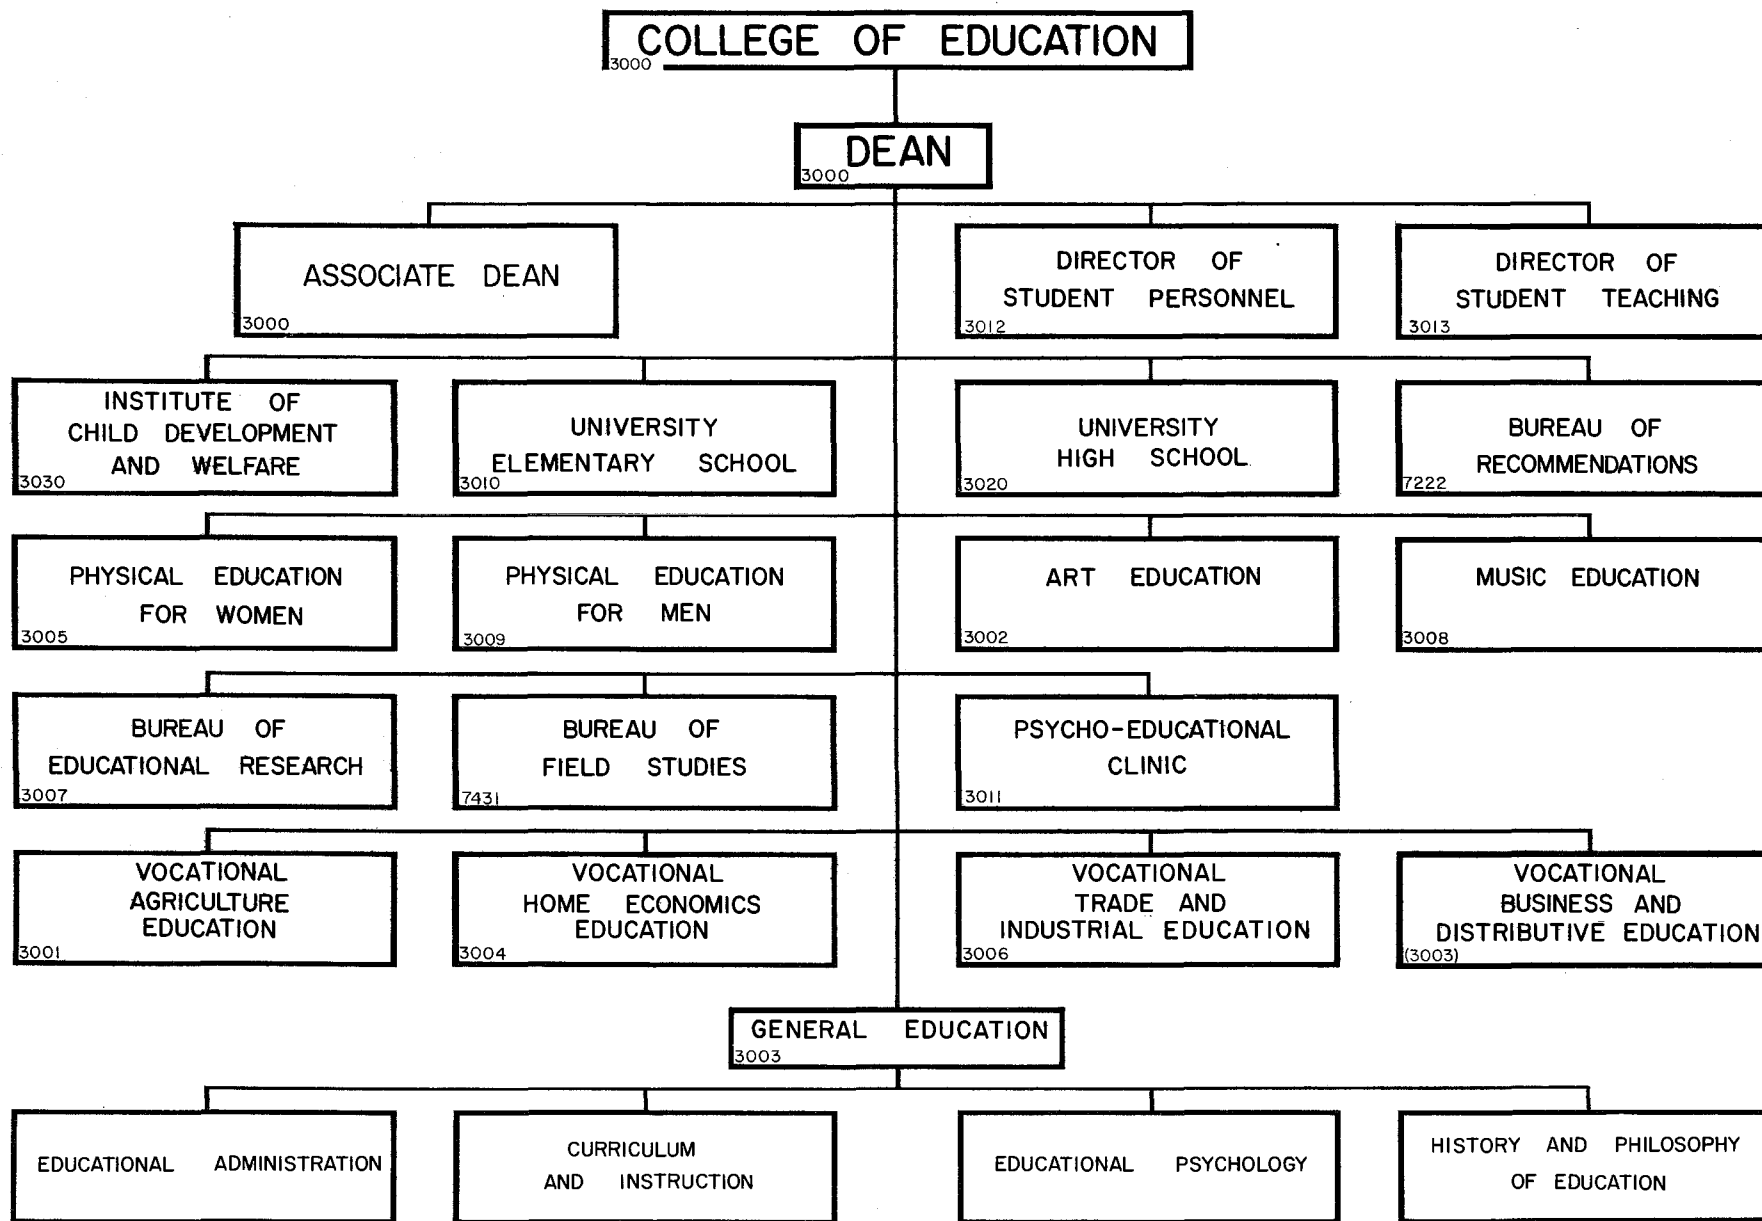 COLLEGE OF EDUCATION
3000
DEAN
3000
ASSOCIATE DEAN
3000
DIRECTOR OF
STUDENT PERSONNEL
3012
DIRECTOR OF
STUDENT TEACHING
3013
INSTITUTE OF
CHILD DEVELOPMENT
AND WELFARE
3030
UNIVERSITY
ELEMENTARY SCHOOL
3010
UNIVERSITY
HIGH SCHOOL
3020
BUREAU OF
RECOMMENDATIONS
7222
PHYSICAL EDUCATION
FOR WOMEN
3005
PHYSICAL EDUCATION
FOR MEN
3009
ART EDUCATION
3002
MUSIC EDUCATION
3008
BUREAU OF
EDUCATIONAL RESEARCH
3007
BUREAU OF
FIELD STUDIES
7431
PSYCHO-EDUCATIONAL
CLINIC
3011
VOCATIONAL
AGRICULTURE
EDUCATION
3001
VOCATIONAL
HOME ECONOMICS
EDUCATION
3004
VOCATIONAL
TRADE AND
INDUSTRIAL EDUCATION
3006
VOCATIONAL
BUSINESS AND
DISTRIBUTIVE EDUCATION
(3003)
GENERAL EDUCATION
3003
EDUCATIONAL ADMINISTRATION
CURRICULUM
AND INSTRUCTION
EDUCATIONAL PSYCHOLOGY
HISTORY AND PHILOSOPHY
OF EDUCATION